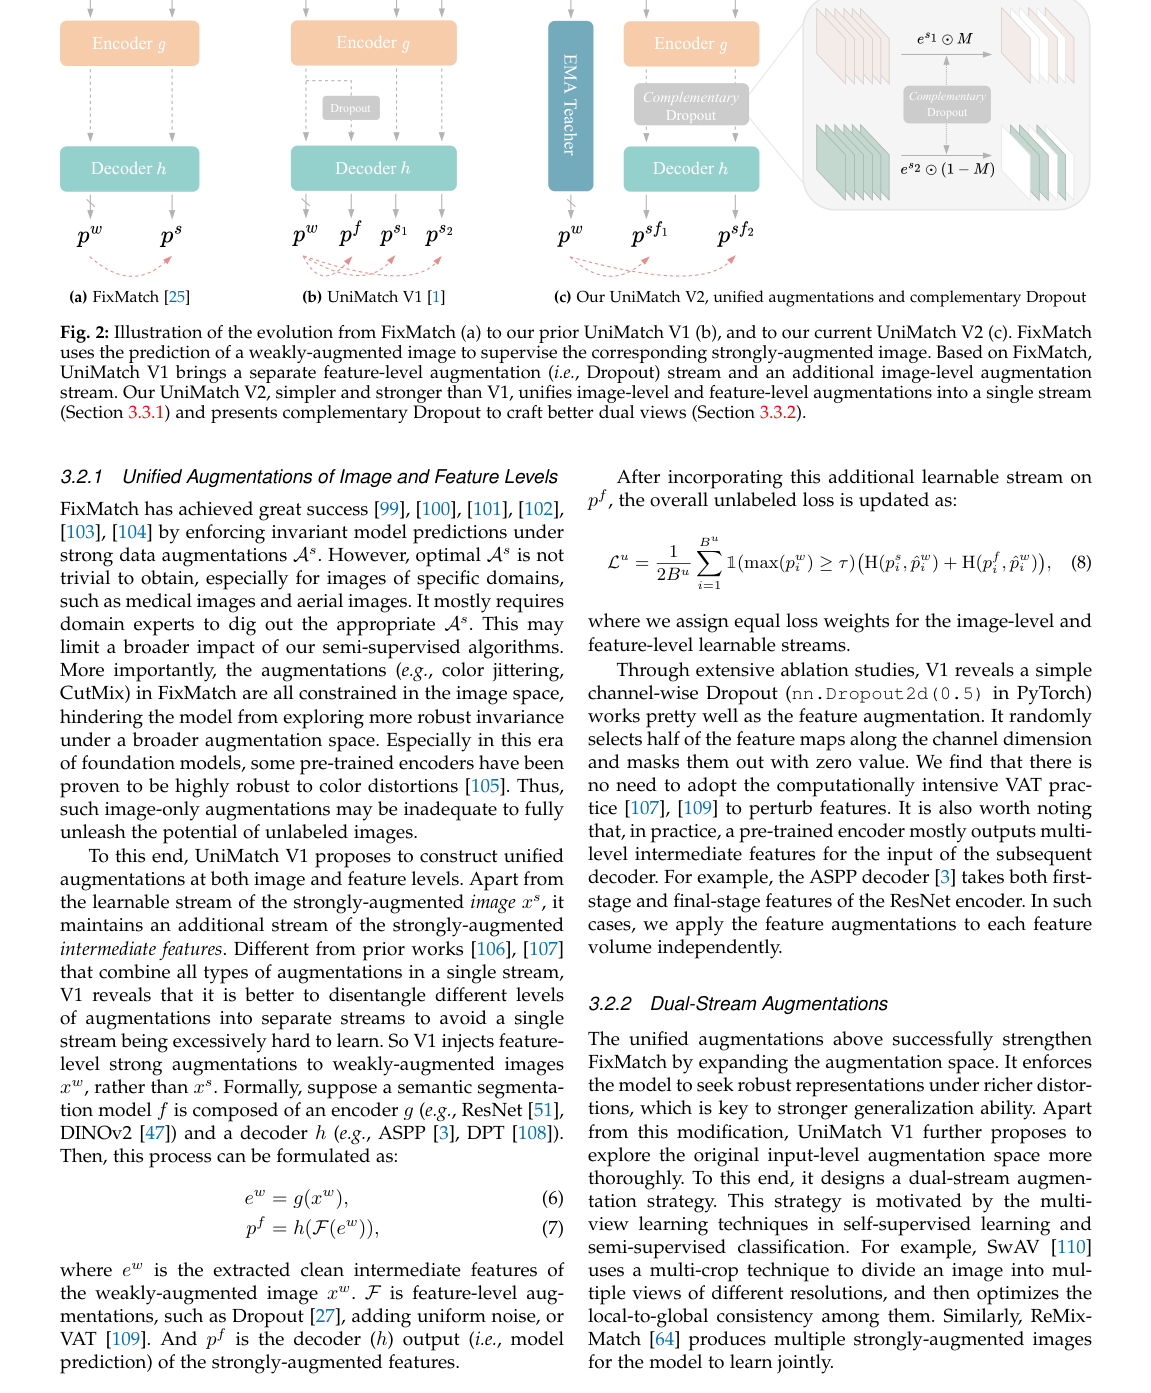 Encoder g
Encoder g
EMA Teacher
Encoder g
e^{s_1} ⊙ M
Dropout
Complementary
Dropout
Complementary
Dropout
Decoder h
Decoder h
Decoder h
e^{s_2} ⊙ (1 − M)
p^w p^s
p^w p^f p^{s_1} p^{s_2}
p^w p^{sf_1} p^{sf_2}
(a) FixMatch [25]
(b) UniMatch V1 [1]
(c) Our UniMatch V2, unified augmentations and complementary Dropout
Fig. 2: Illustration of the evolution from FixMatch (a) to our prior UniMatch V1 (b), and to our current UniMatch V2 (c). FixMatch
uses the prediction of a weakly-augmented image to supervise the corresponding strongly-augmented image. Based on FixMatch,
UniMatch V1 brings a separate feature-level augmentation (i.e., Dropout) stream and an additional image-level augmentation
stream. Our UniMatch V2, simpler and stronger than V1, unifies image-level and feature-level augmentations into a single stream
(Section 3.3.1) and presents complementary Dropout to craft better dual views (Section 3.3.2).
3.2.1 Unified Augmentations of Image and Feature Levels
FixMatch has achieved great success [99], [100], [101], [102],
[103], [104] by enforcing invariant model predictions under
strong data augmentations A^s. However, optimal A^s is not
trivial to obtain, especially for images of specific domains,
such as medical images and aerial images. It mostly requires
domain experts to dig out the appropriate A^s. This may
limit a broader impact of our semi-supervised algorithms.
More importantly, the augmentations (e.g., color jittering,
CutMix) in FixMatch are all constrained in the image space,
hindering the model from exploring more robust invariance
under a broader augmentation space. Especially in this era
of foundation models, some pre-trained encoders have been
proven to be highly robust to color distortions [105]. Thus,
such image-only augmentations may be inadequate to fully
unleash the potential of unlabeled images.
To this end, UniMatch V1 proposes to construct unified
augmentations at both image and feature levels. Apart from
the learnable stream of the strongly-augmented image x^s, it
maintains an additional stream of the strongly-augmented
intermediate features. Different from prior works [106], [107]
that combine all types of augmentations in a single stream,
V1 reveals that it is better to disentangle different levels
of augmentations into separate streams to avoid a single
stream being excessively hard to learn. So V1 injects feature-
level strong augmentations to weakly-augmented images
x^w, rather than x^s. Formally, suppose a semantic segmenta-
tion model f is composed of an encoder g (e.g., ResNet [51],
DINOv2 [47]) and a decoder h (e.g., ASPP [3], DPT [108]).
Then, this process can be formulated as:
e^w = g(x^w), (6)
p^f = h(F(e^w)), (7)
where e^w is the extracted clean intermediate features of
the weakly-augmented image x^w. F is feature-level aug-
mentations, such as Dropout [27], adding uniform noise, or
VAT [109]. And p^f is the decoder (h) output (i.e., model
prediction) of the strongly-augmented features.
After incorporating this additional learnable stream on
p^f, the overall unlabeled loss is updated as:
L^u = \frac{1}{2B^u} \sum_{i=1}^{B^u} 𝟙(max(p_i^w) ≥ τ)(H(p_i^s, p̂_i^w) + H(p_i^f, p̂_i^w)), (8)
where we assign equal loss weights for the image-level and
feature-level learnable streams.
Through extensive ablation studies, V1 reveals a simple
channel-wise Dropout (nn.Dropout2d(0.5) in PyTorch)
works pretty well as the feature augmentation. It randomly
selects half of the feature maps along the channel dimension
and masks them out with zero value. We find that there is
no need to adopt the computationally intensive VAT prac-
tice [107], [109] to perturb features. It is also worth noting
that, in practice, a pre-trained encoder mostly outputs multi-
level intermediate features for the input of the subsequent
decoder. For example, the ASPP decoder [3] takes both first-
stage and final-stage features of the ResNet encoder. In such
cases, we apply the feature augmentations to each feature
volume independently.
3.2.2 Dual-Stream Augmentations
The unified augmentations above successfully strengthen
FixMatch by expanding the augmentation space. It enforces
the model to seek robust representations under richer distor-
tions, which is key to stronger generalization ability. Apart
from this modification, UniMatch V1 further proposes to
explore the original input-level augmentation space more
thoroughly. To this end, it designs a dual-stream augmen-
tation strategy. This strategy is motivated by the multi-
view learning techniques in self-supervised learning and
semi-supervised classification. For example, SwAV [110]
uses a multi-crop technique to divide an image into mul-
tiple views of different resolutions, and then optimizes the
local-to-global consistency among them. Similarly, ReMix-
Match [64] produces multiple strongly-augmented images
for the model to learn jointly.